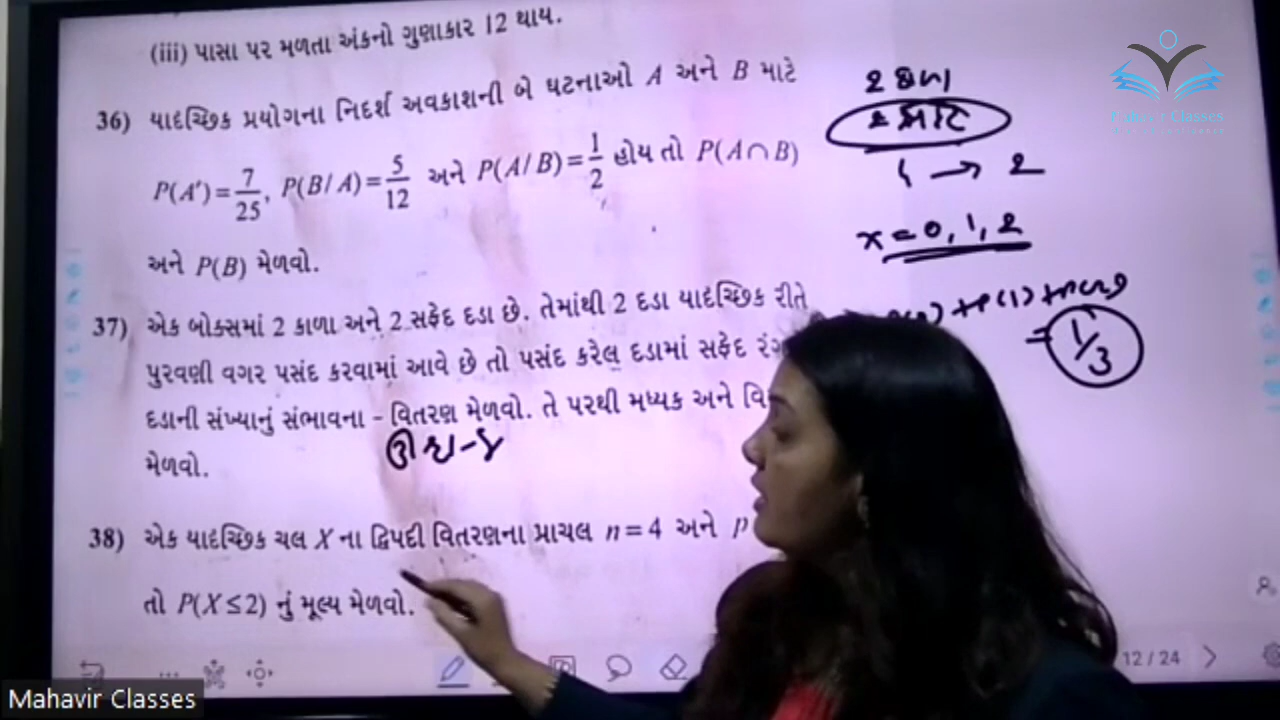 (iii) પાસા પર મળતા અંકનો ગુણાકાર 12 થાય.
36) યાદચ્છિક પ્રયોગના નિદર્શ અવકાશની બે ઘટનાઓ A અને B માટે
P(A') = 7/25, P(B/A) = 5/12 અને P(A/B) = 1/2 હોય તો P(A∩B)
અને P(B) મેળવો.
37) એક બોક્સમાં 2 કાળા અને 2 સફેદ દડા છે. તેમાંથી 2 દડા યાદચ્છિક રીતે
પુરવણી વગર પસંદ કરવામાં આવે છે તો પસંદ કરેલ દડામાં સફેદ
દડાની સંખ્યાનું સંભાવના - વિતરણ મેળવો. તે પરથી મધ્યક અને
મેળવો.
38) એક યાદચ્છિક ચલ X ના દ્વિપદી વિતરણના પ્રાચલ n = 4 અને p
તો P(X ≤ 2) નું મૂલ્ય મેળવો.
1 → 2
x = 0, 1, 2
= 1/3
Mahavir Classes
12 / 24
Mahavir Classes